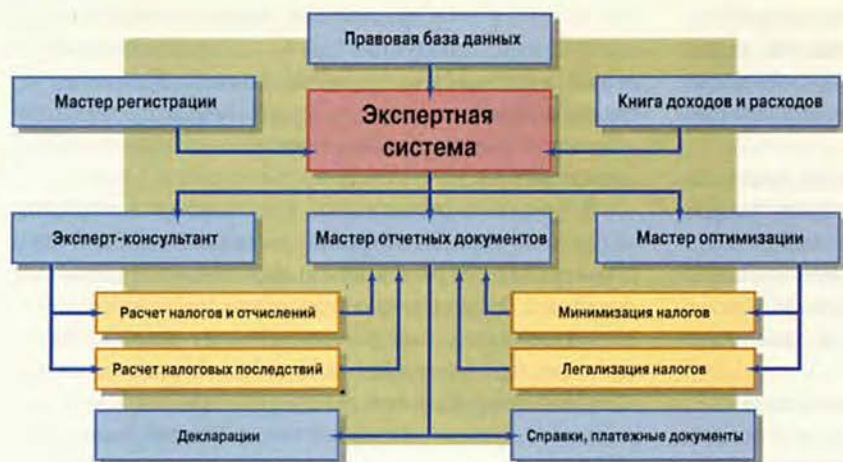 Правовая база данных
Мастер регистрации
Экспертная
система
Книга доходов и расходов
Эксперт-консультант
Мастер отчетных документов
Мастер оптимизации
Расчет налогов и отчислений
Минимизация налогов
Расчет налоговых последствий
Легализация налогов
Декларации
Справки, платежные документы